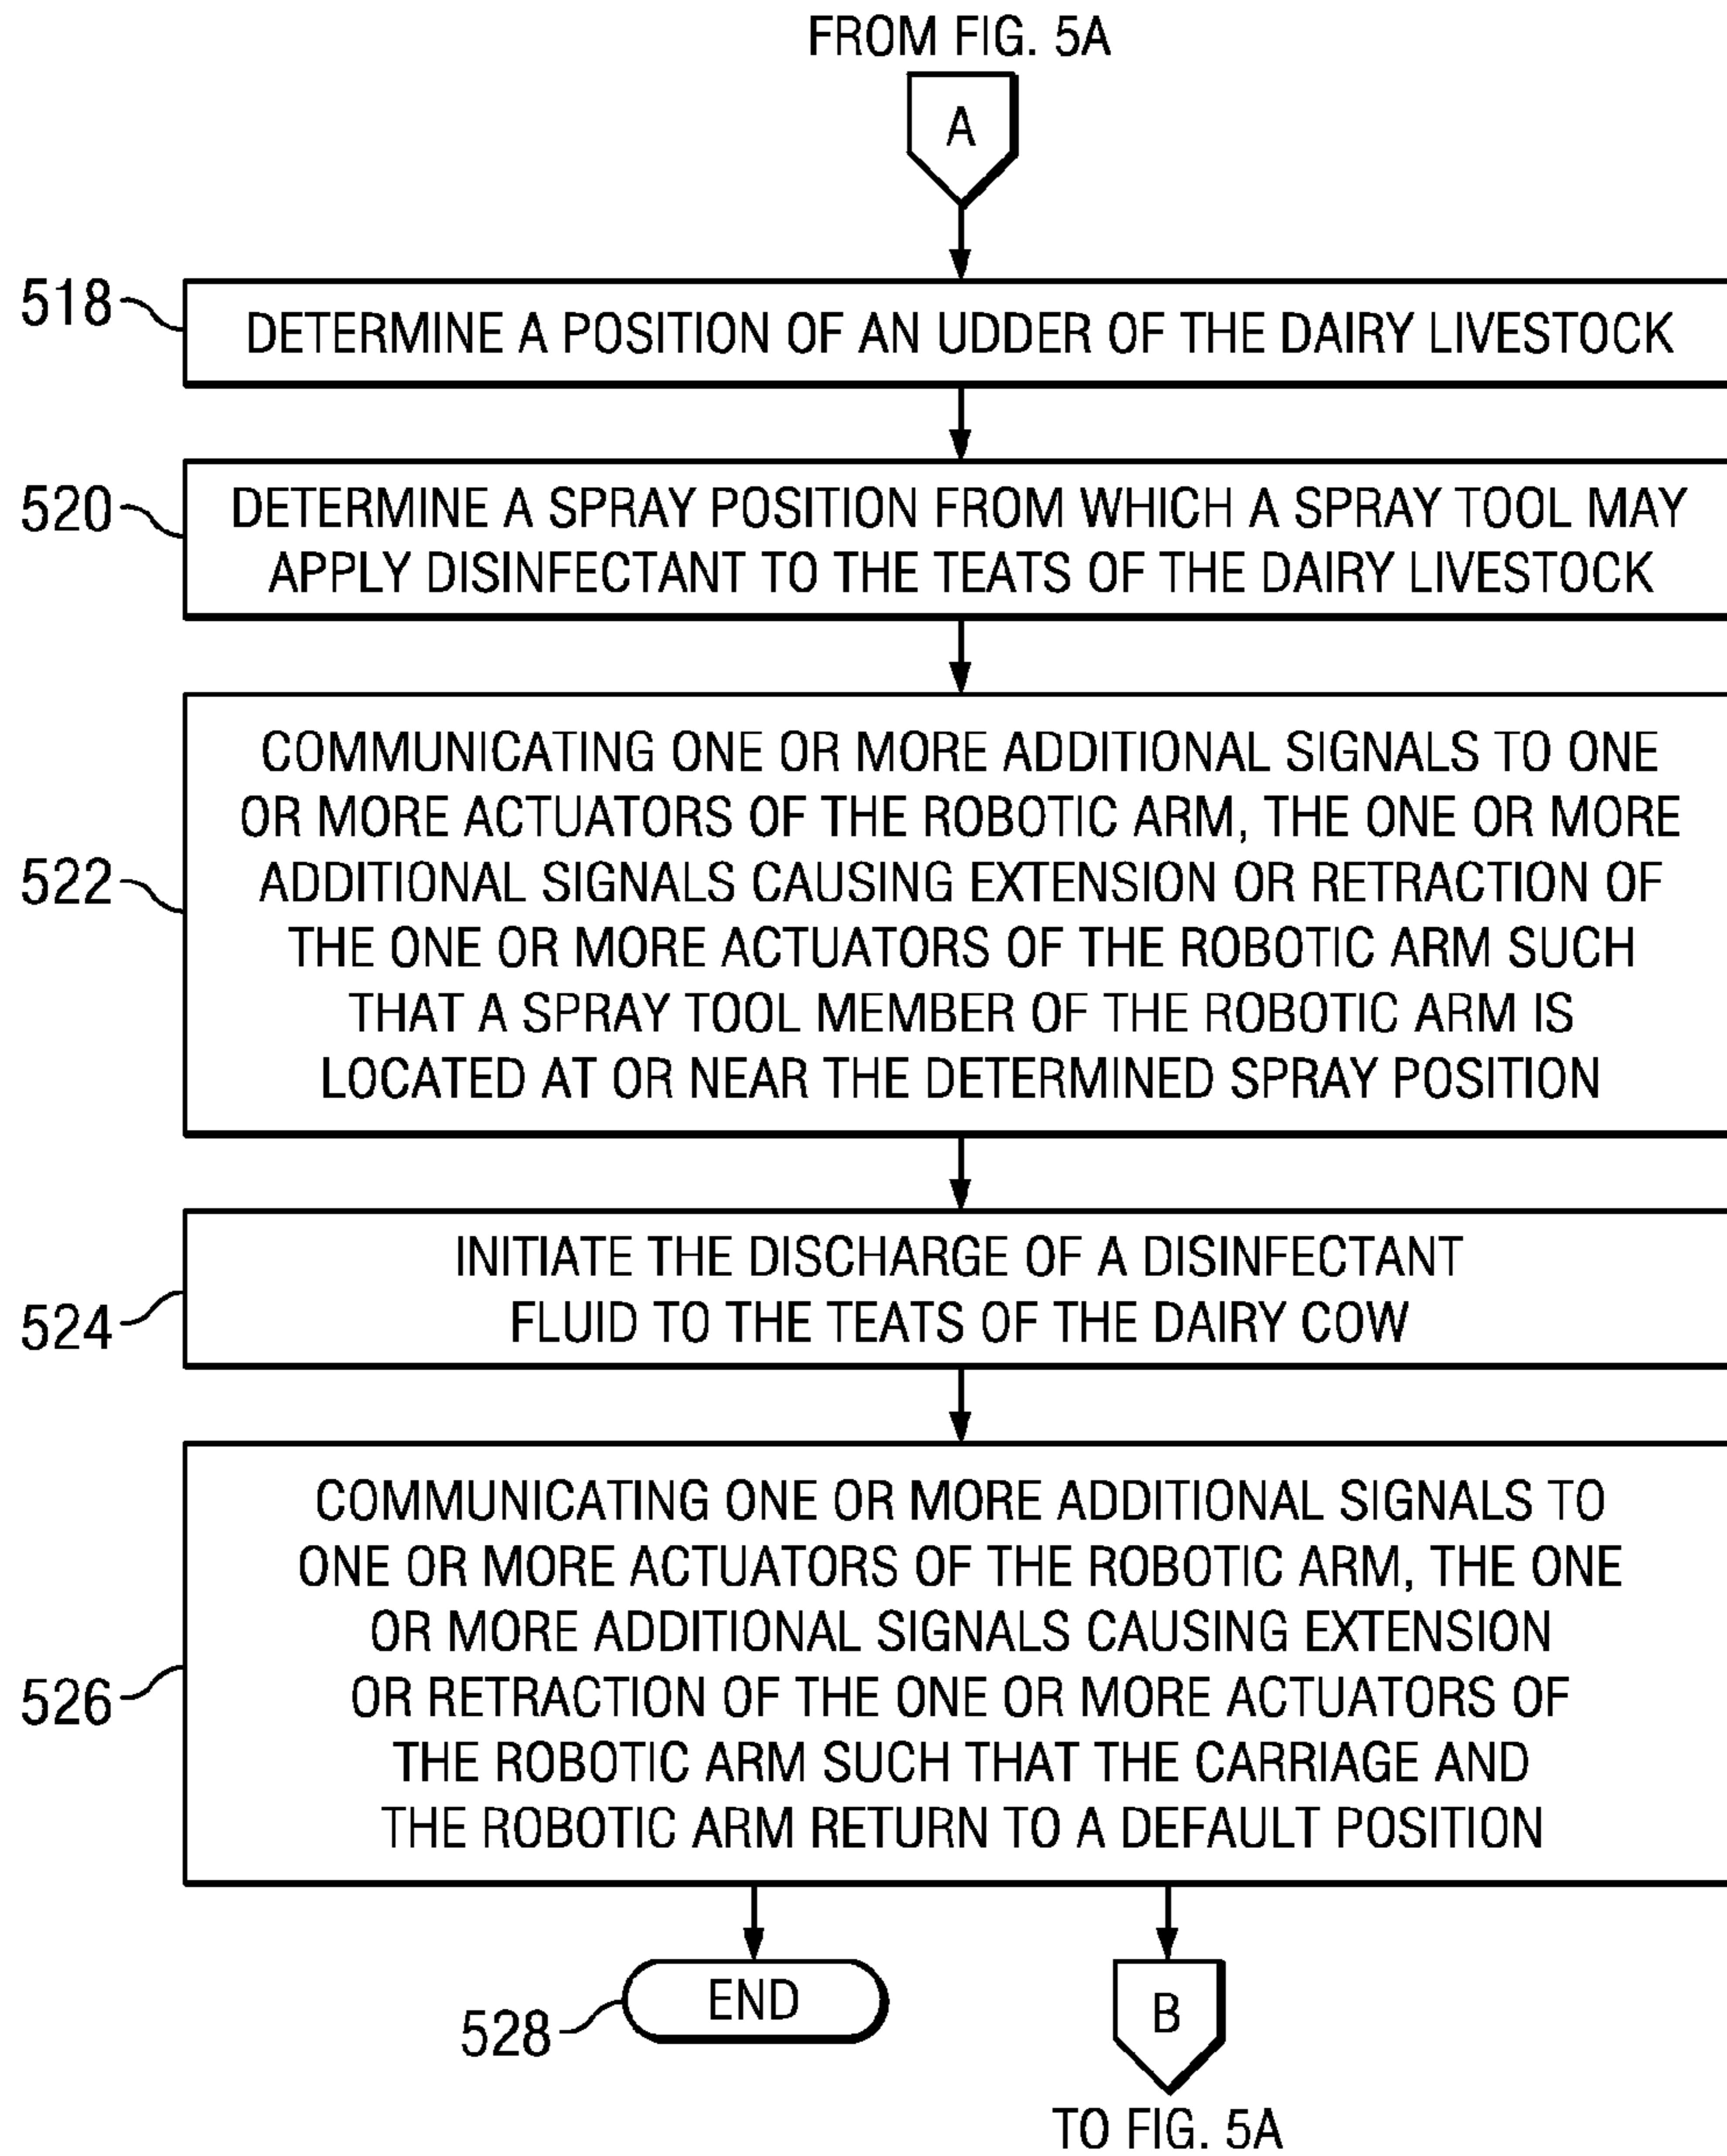 FROM FIG. 5A
A
518
DETERMINE A POSITION OF AN UDDER OF THE DAIRY LIVESTOCK
520
DETERMINE A SPRAY POSITION FROM WHICH A SPRAY TOOL MAY
APPLY DISINFECTANT TO THE TEATS OF THE DAIRY LIVESTOCK
522
COMMUNICATING ONE OR MORE ADDITIONAL SIGNALS TO ONE
OR MORE ACTUATORS OF THE ROBOTIC ARM, THE ONE OR MORE
ADDITIONAL SIGNALS CAUSING EXTENSION OR RETRACTION OF
THE ONE OR MORE ACTUATORS OF THE ROBOTIC ARM SUCH
THAT A SPRAY TOOL MEMBER OF THE ROBOTIC ARM IS
LOCATED AT OR NEAR THE DETERMINED SPRAY POSITION
524
INITIATE THE DISCHARGE OF A DISINFECTANT
FLUID TO THE TEATS OF THE DAIRY COW
526
COMMUNICATING ONE OR MORE ADDITIONAL SIGNALS TO
ONE OR MORE ACTUATORS OF THE ROBOTIC ARM, THE ONE
OR MORE ADDITIONAL SIGNALS CAUSING EXTENSION
OR RETRACTION OF THE ONE OR MORE ACTUATORS OF
THE ROBOTIC ARM SUCH THAT THE CARRIAGE AND
THE ROBOTIC ARM RETURN TO A DEFAULT POSITION
528
END
B
TO FIG. 5A